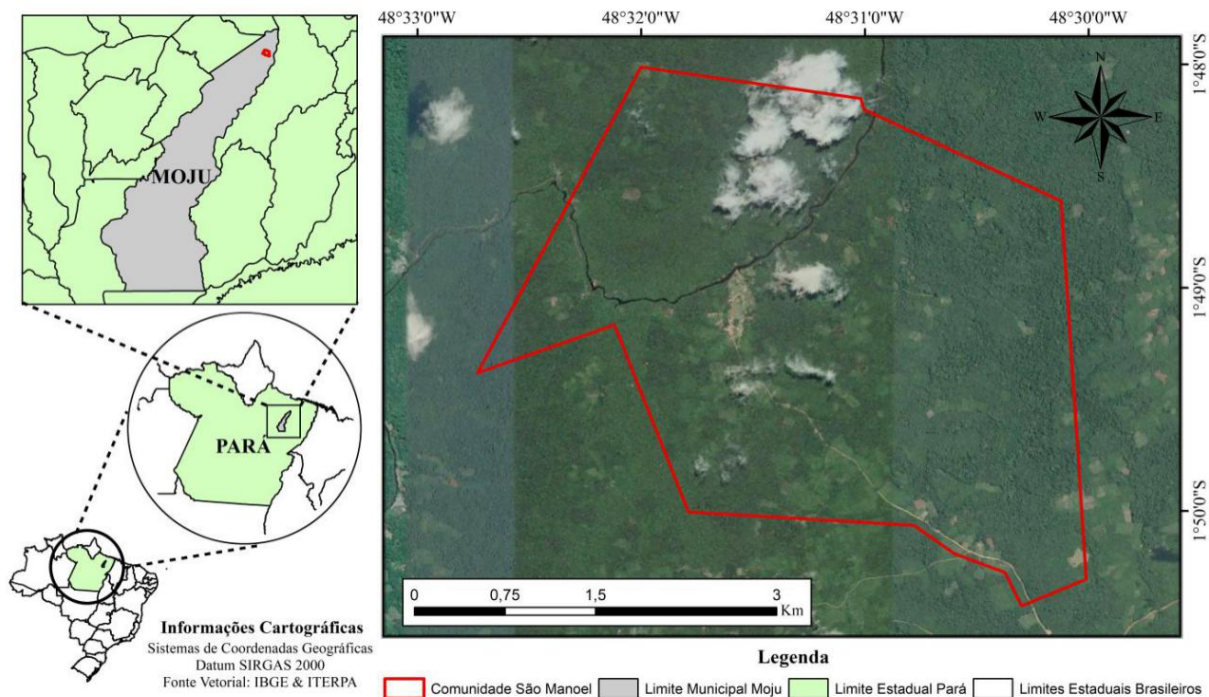 48°33'0"W
48°32'0"W
48°31'0"W
48°30'0"W
1°48'0"S
1°49'0"S
1°50'0"S
N
W
E
S
MOJU
PARÁ
0
0,75
1,5
3
Km
Informações Cartográficas
Sistemas de Coordenadas Geográficas
Datum SIRGAS 2000
Fonte Vetorial: IBGE & ITERPA
Legenda
Comunidade São Manoel
Limite Municipal Moju
Limite Estadual Pará
Limites Estaduais Brasileiros